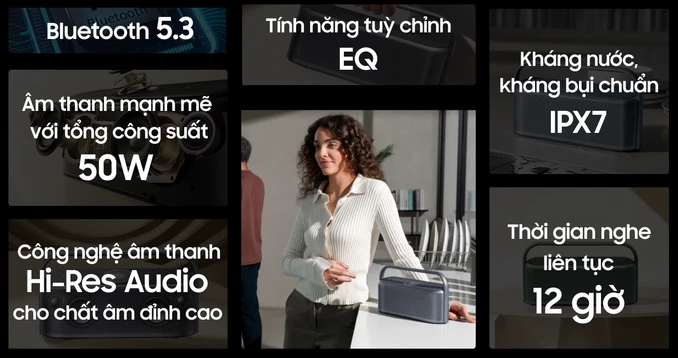 Bluetooth 5.3
Âm thanh mạnh mẽ
với tổng công suất
50W
Công nghệ âm thanh
Hi-Res Audio
cho chất âm đỉnh cao
Tính năng tuỳ chỉnh
EQ
Kháng nước,
kháng bụi chuẩn
IPX7
Thời gian nghe
liên tục
12 giờ